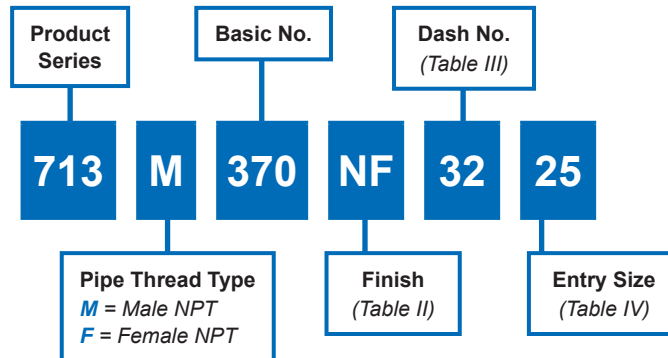 Product
Series
Basic No.
Dash No.
(Table III)
713 M 370 NF 32 25
Pipe Thread Type
M = Male NPT
F = Female NPT
Finish
(Table II)
Entry Size
(Table IV)